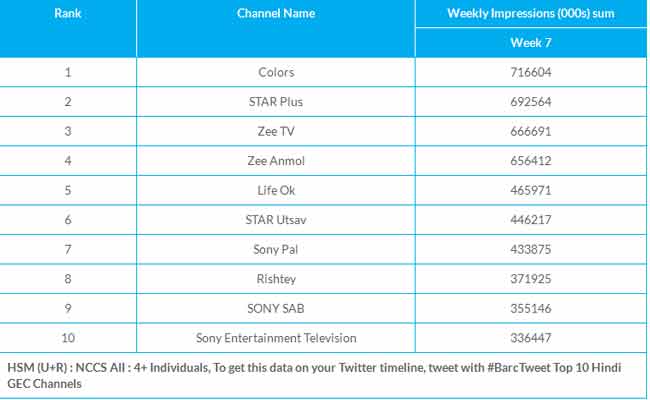 Rank Channel Name Weekly Impressions (000s) sum
Week 7
1 Colors 716604
2 STAR Plus 692564
3 Zee TV 666691
4 Zee Anmol 656412
5 Life Ok 465971
6 STAR Utsav 446217
7 Sony Pal 433875
8 Rishtey 371925
9 SONY SAB 355146
10 Sony Entertainment Television 336447
HSM (U+R) : NCCS All : 4+ Individuals, To get this data on your Twitter timeline, tweet with #BarcTweet Top 10 Hindi
GEC Channels